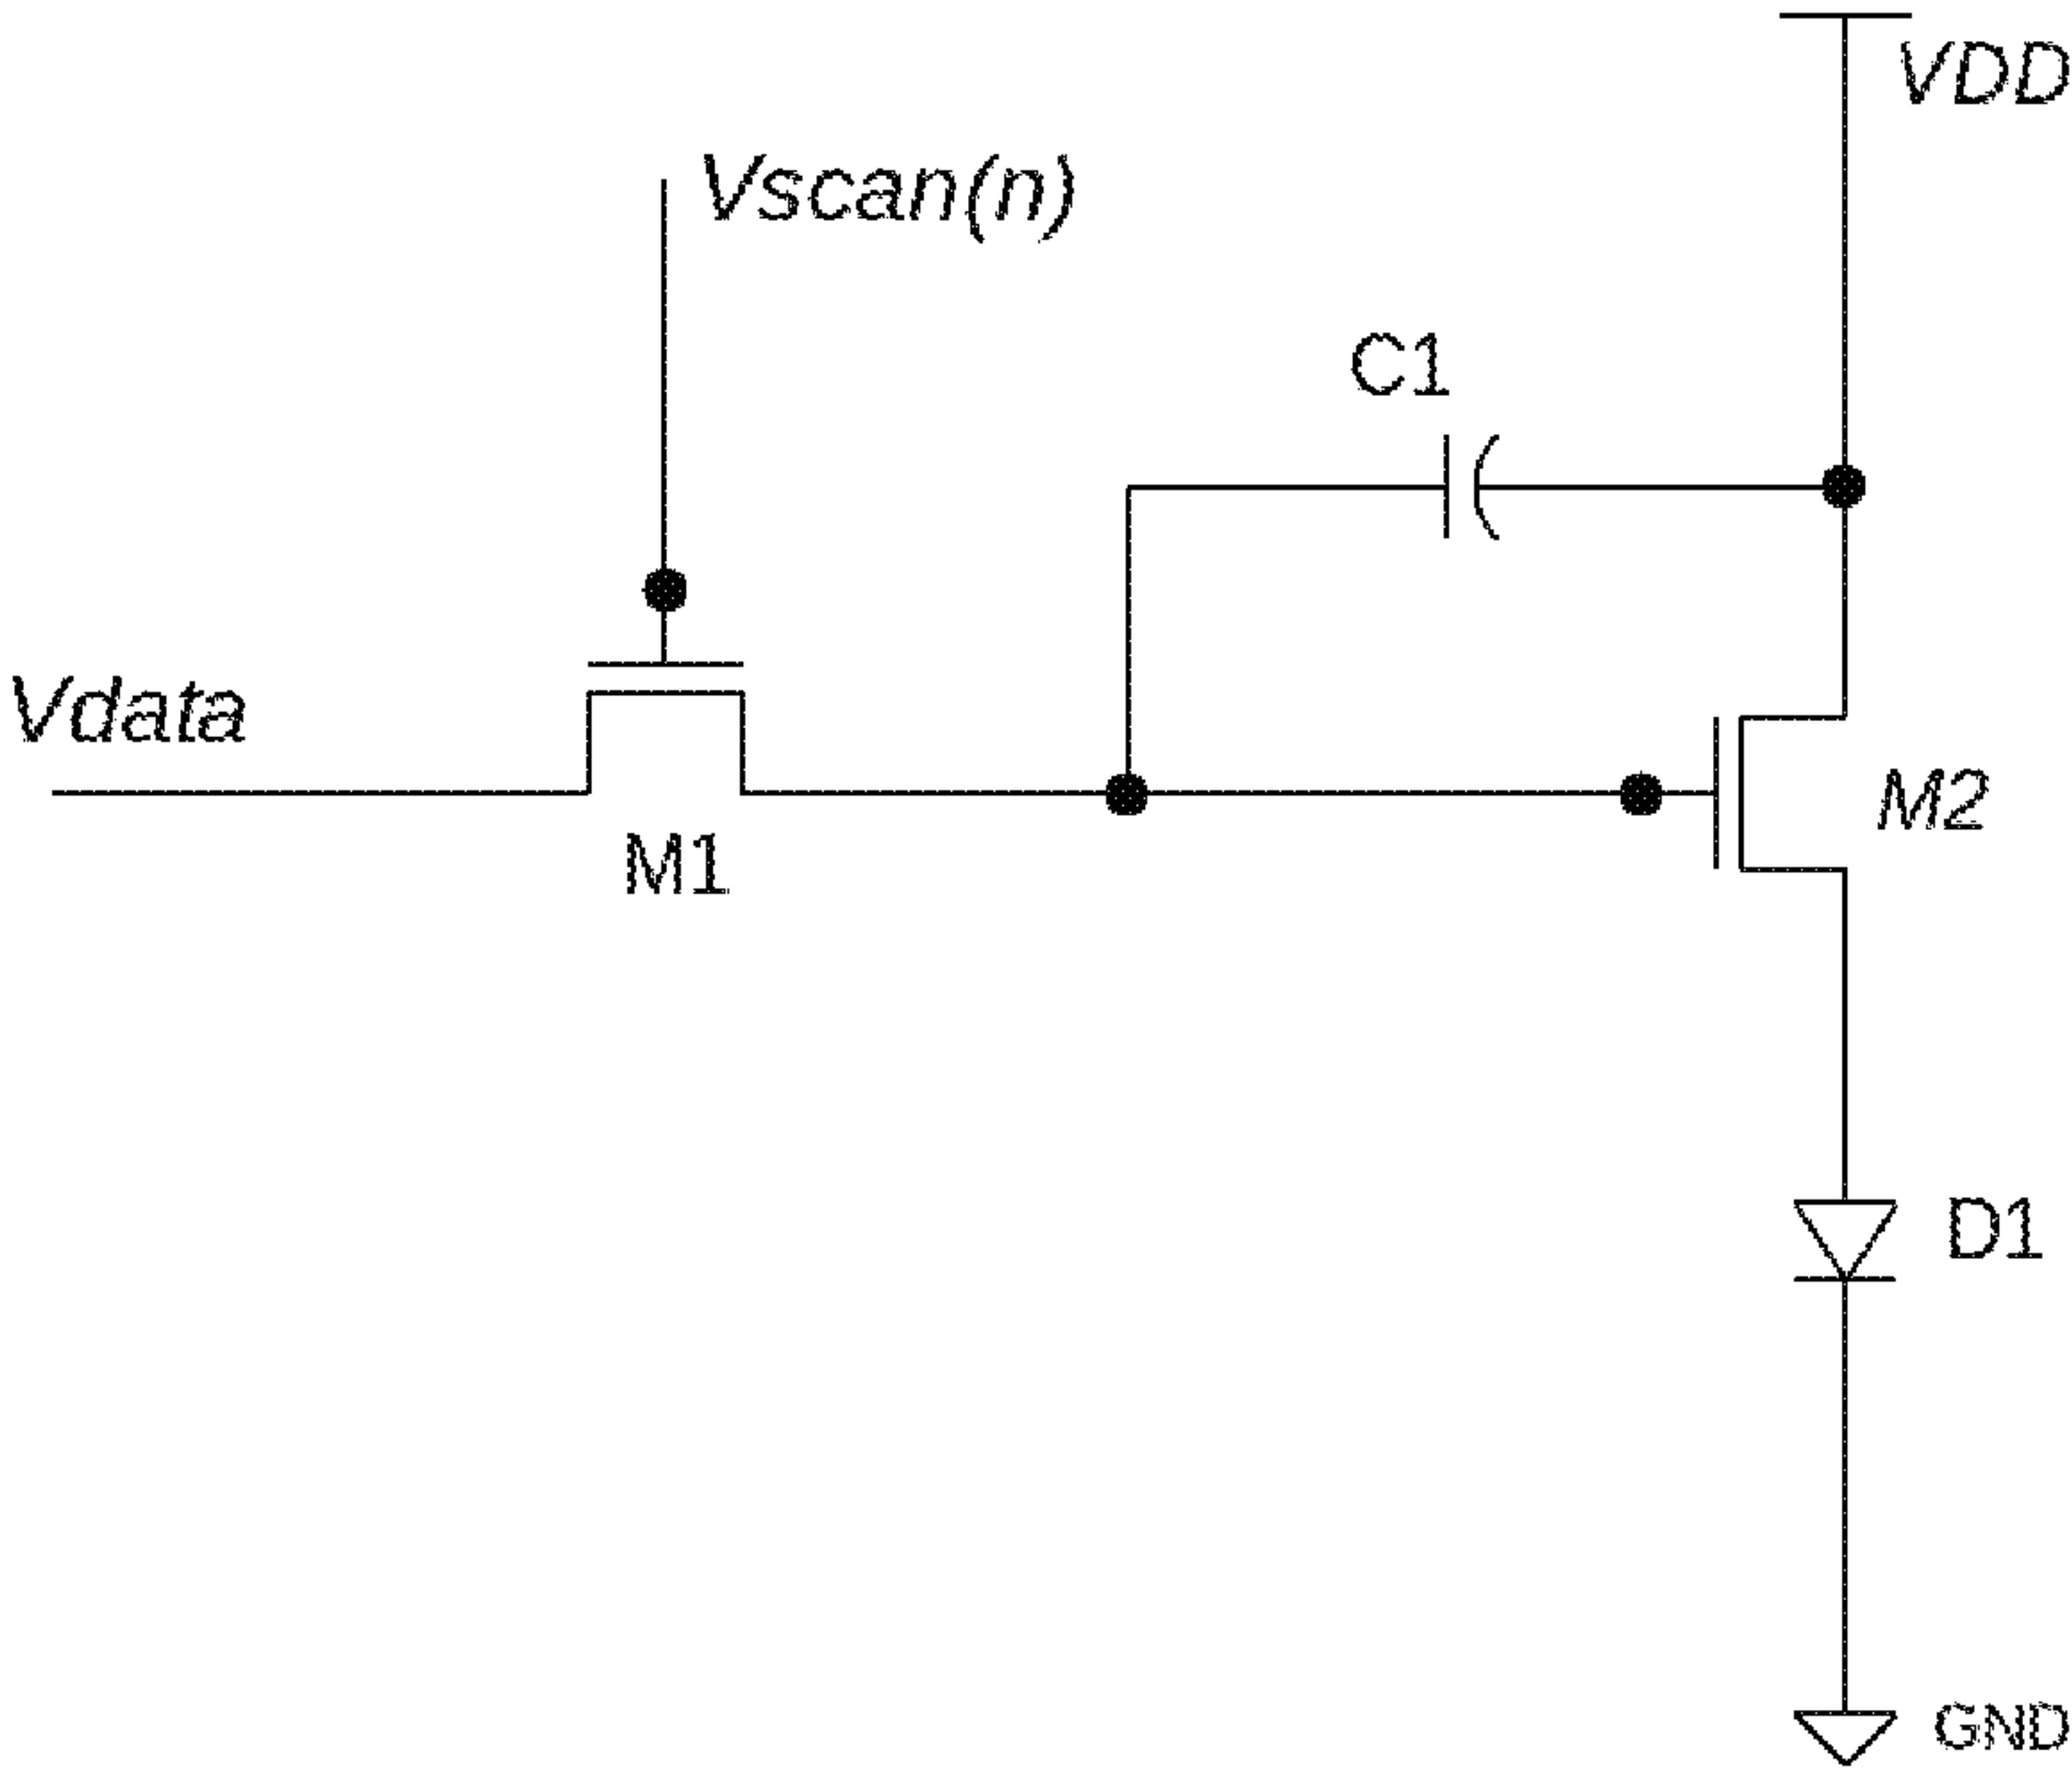 VDD
Vscan(n)
C1
Vdata
M2
M1
D1
GND